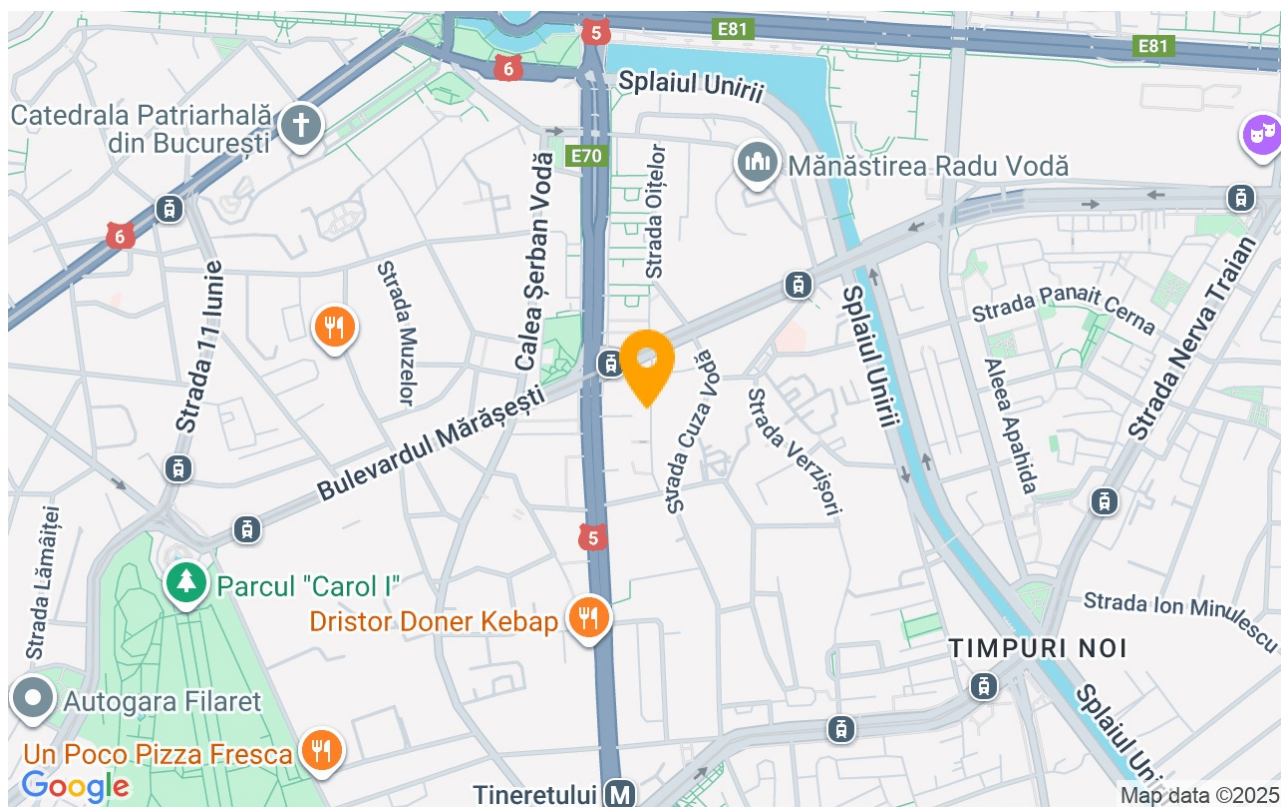 5
E81
E81
6
Splaiul Unirii
Catedrala Patriarhală
din București
E70
Mănăstirea Radu Vodă
Strada Oițelor
Calea Șerban Vodă
6
Strada 11 Iunie
Strada Muzelor
Strada Panait Cerna
Strada Nerva Traian
Splaiul Unirii
Aleea Apahida
Strada Cuza Vodă
Strada Verzișori
Bulevardul Mărășești
5
Strada Lămâiței
Parcul "Carol I"
Dristor Doner Kebap
Strada Ion Minulescu
TIMPURI NOI
Autogara Filaret
Splaiul Uni
Un Poco Pizza Fresca
Google
Tineretului M
Map data ©2025